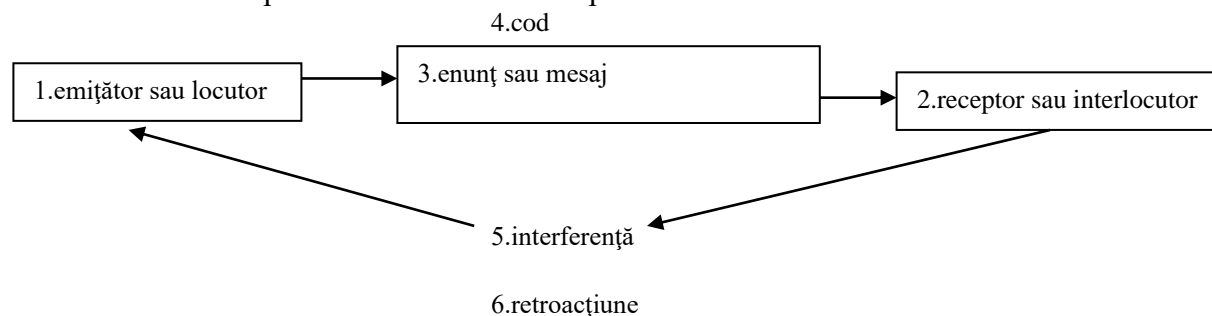 4.cod
3.enunţ sau mesaj
1.emiţător sau locutor
2.receptor sau interlocutor
5.interferenţă
6.retroacţiune